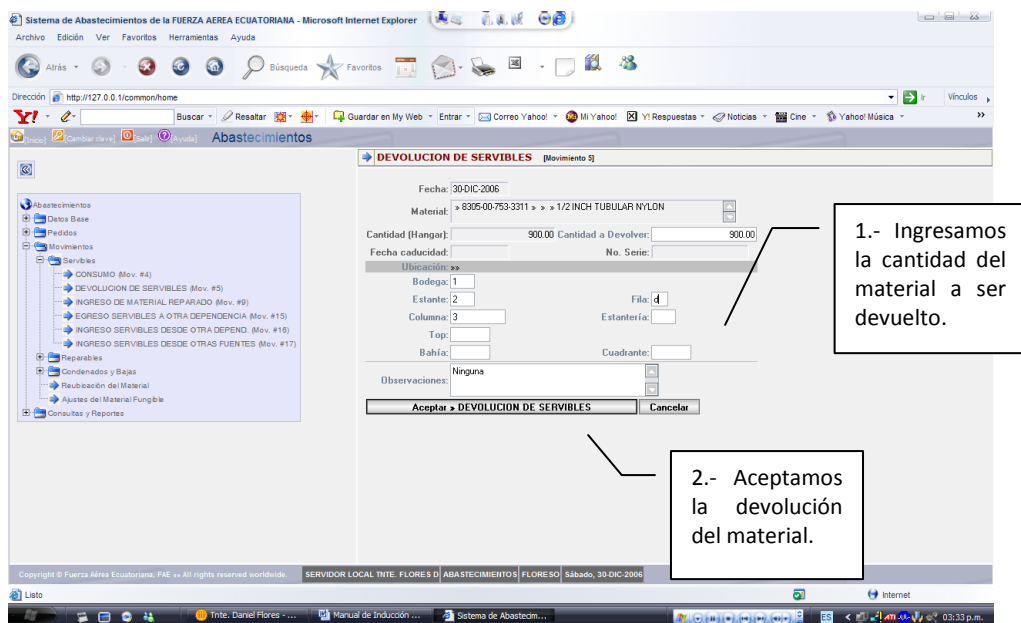 Sistema de Abastecimientos de la FUERZA AEREA ECUATORIANA - Microsoft Internet Explorer
Archivo Edición Ver Favoritos Herramientas Ayuda
Atrás Búsqueda Favoritos
Dirección http://127.0.0.1/common/home Ir Vínculos
Y! Buscar Resaltar Guardar en My Web Entrar Correo Yahoo! Mi Yahoo! Y! Respuestas Noticias Cine Yahoo! Música »
[Inicio] [Cambiar clave] [Salir] [Ayuda] Abastecimientos
DEVOLUCION DE SERVIBLES [Movimiento 5]
Abastecimientos
Datos Base
Pedidos
Movimientos
Servibles
CONSUMO (Mov. #4)
DEVOLUCION DE SERVIBLES (Mov. #5)
INGRESO DE MATERIAL REPARADO (Mov. #9)
EGRESO SERVIBLES A OTRA DEPENDENCIA (Mov. #15)
INGRESO SERVIBLES DESDE OTRA DEPEND. (Mov. #16)
INGRESO SERVIBLES DESDE OTRAS FUENTES (Mov. #17)
Reparables
Condenados y Bajas
Reubicación del Material
Ajustes del Material Fungible
Consultas y Reportes
Fecha: 30-DIC-2006
Material: » 8305-00-753-3311 » » » 1/2 INCH TUBULAR NYLON
Cantidad (Hangar): 900.00 Cantidad a Devolver: 900.00
Fecha caducidad: No. Serie:
Ubicación: »»
Bodega: 1
Estante: 2 Fila: d
Columna: 3 Estantería:
Top:
Bahía: Cuadrante:
Observaciones: Ninguna
Aceptar » DEVOLUCION DE SERVIBLES Cancelar
1.- Ingresamos
la cantidad del
material a ser
devuelto.
2.- Aceptamos
la devolución
del material.
Copyright © Fuerza Aérea Ecuatoriana, FAE »» All rights reserved worldwide. SERVIDOR LOCAL TNTE. FLORES D ABASTECIMIENTOS FLORESO Sábado, 30-DIC-2006
Listo Internet
Tnte. Daniel Flores - ... Manual de Inducción ... Sistema de Abastecim... ES 03:33 p.m.